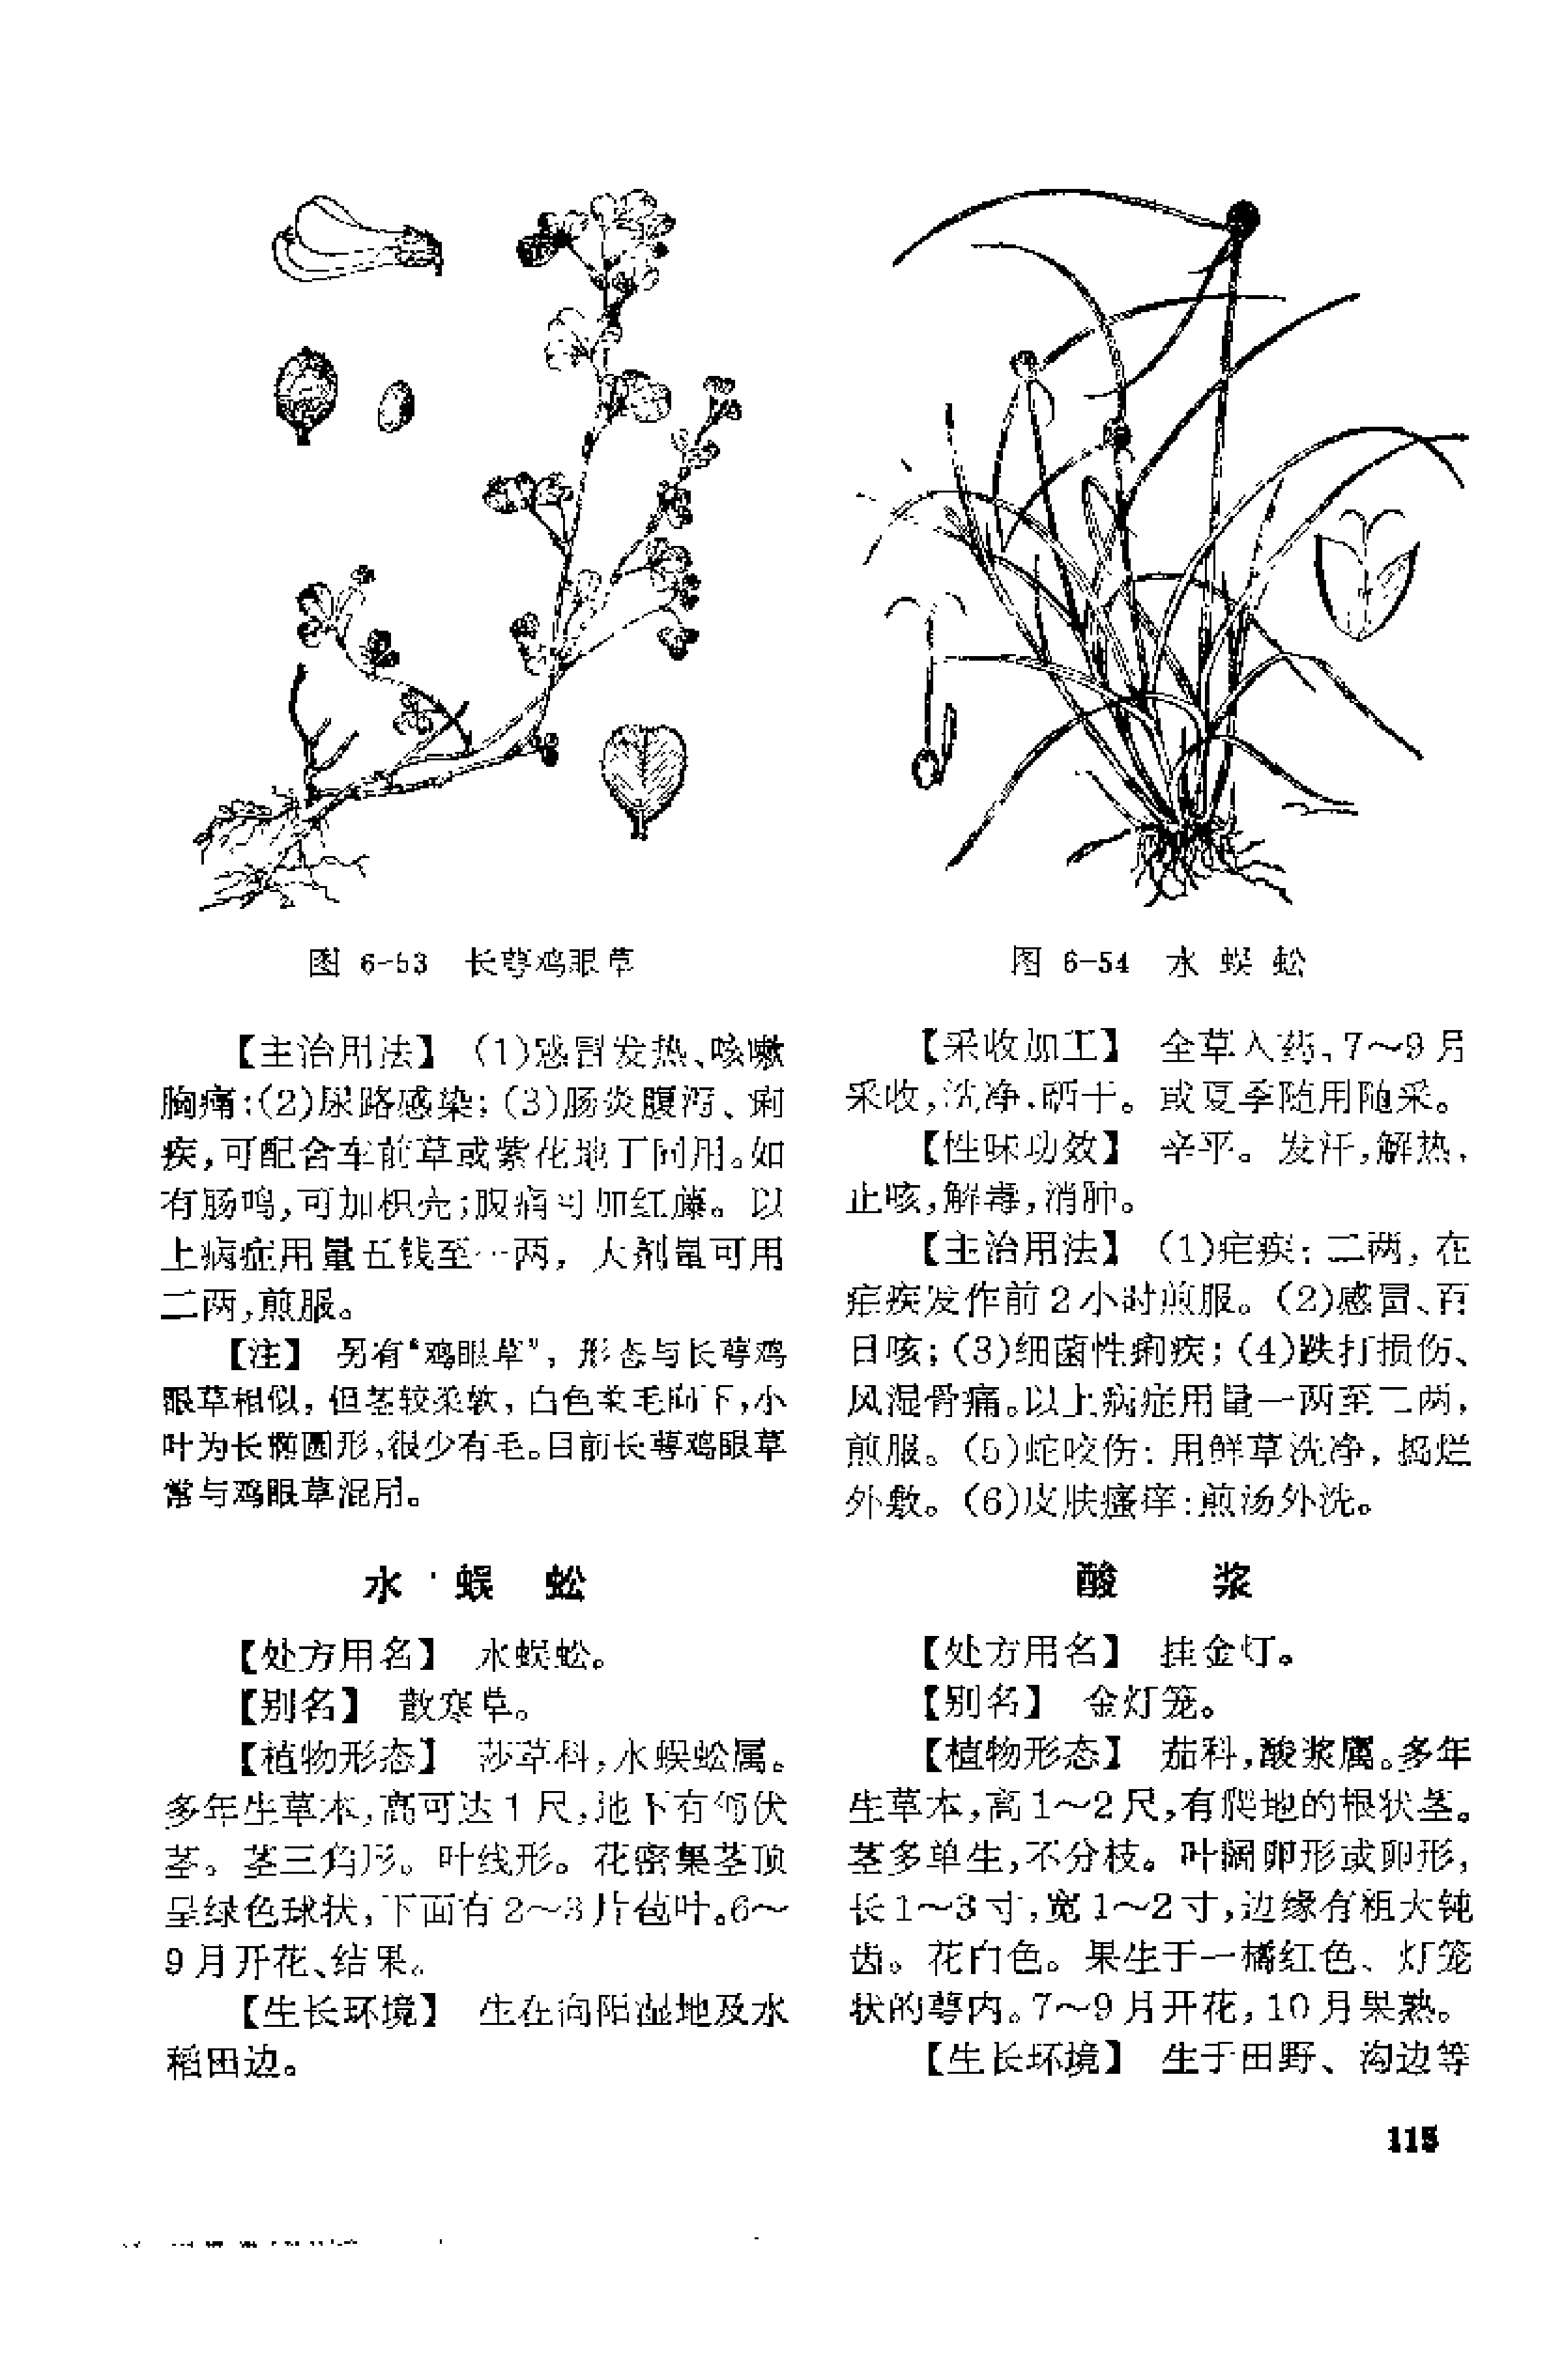 图 6-53 长萼鸡眼草
【主治用法】 (1)感冒发热、咳嗽
胸痛；(2)尿路感染；(3)肠炎腹泻、痢
疾，可配合车前草或紫花地丁同用。如
有肠鸣，可加枳壳；腹痛可加红藤。以
上病症用量五钱至一两，大剂量可用
二两，煎服。
【注】 另有“鸡眼草”，形态与长萼鸡
眼草相似，但茎较柔软，白色柔毛向下，小
叶为长椭圆形，很少有毛。目前长萼鸡眼草
常与鸡眼草混用。
水 蜈 蚣
【处方用名】 水蜈蚣。
【别名】 散寒草。
【植物形态】 莎草科，水蜈蚣属。
多年生草本，高可达1尺，地下有匍伏
茎。茎三角形。叶线形。花密集茎顶
呈绿色球状，下面有2～3片苞叶。6～
9月开花、结果。
【生长环境】 生在向阳湿地及水
稻田边。
图 6-54 水 蜈 蚣
【采收加工】 全草入药，7～9月
采收，洗净，晒干。或夏季随用随采。
【性味功效】 辛平。发汗，解热，
止咳，解毒，消肿。
【主治用法】 (1)疟疾：二两，在
疟疾发作前2小时煎服。(2)感冒、百
日咳；(3)细菌性痢疾；(4)跌打损伤、
风湿骨痛。以上病症用量一两至二两，
煎服。(5)蛇咬伤：用鲜草洗净，捣烂
外敷。(6)皮肤瘙痒：煎汤外洗。
酸 浆
【处方用名】 挂金灯。
【别名】 金灯笼。
【植物形态】 茄科，酸浆属。多年
生草本，高1～2尺，有爬地的根状茎。
茎多单生，不分枝。叶阔卵形或卵形，
长1～3寸，宽1～2寸，边缘有粗大钝
齿。花白色。果生于一橘红色、灯笼
状的萼内。7～9月开花，10月果熟。
【生长环境】 生于田野、沟边等
115